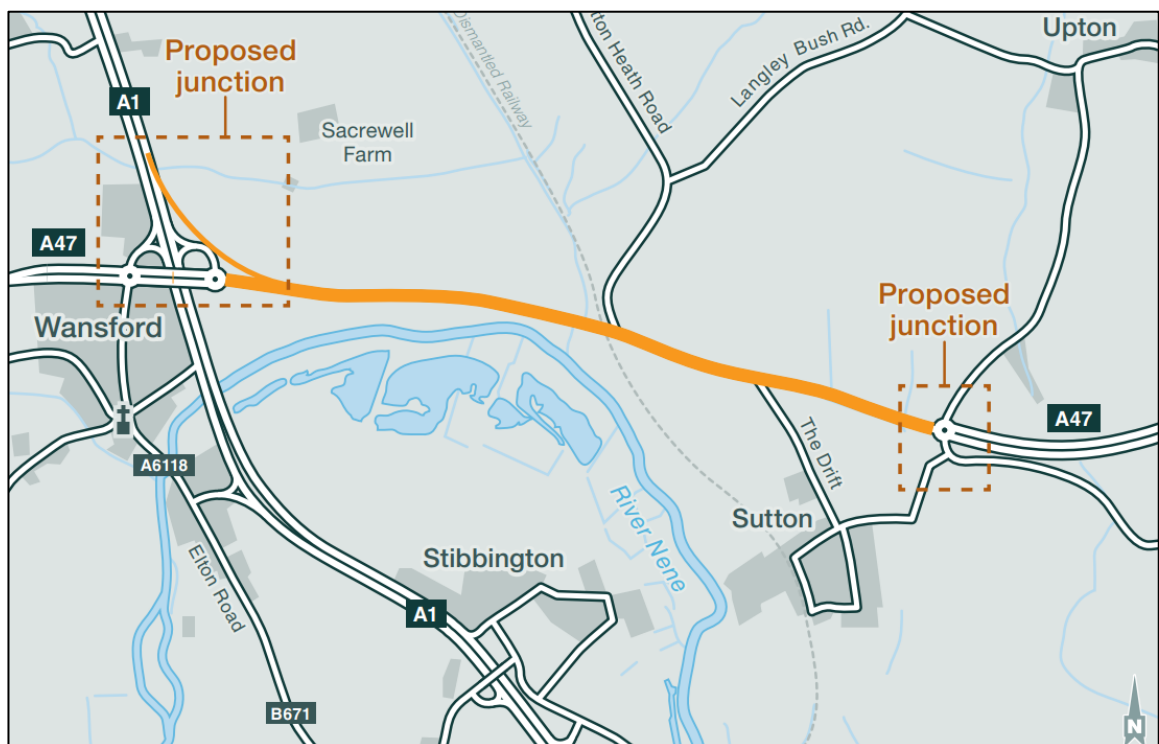 Proposed
junction
A1
Sacrewell
Farm
Dismantled Railway
Heath Road
Langley Bush Rd.
Upton
A47
Wansford
Proposed
junction
A47
A6118
The Drift
Sutton
River Nene
Stibbington
Elton Road
A1
B671
N